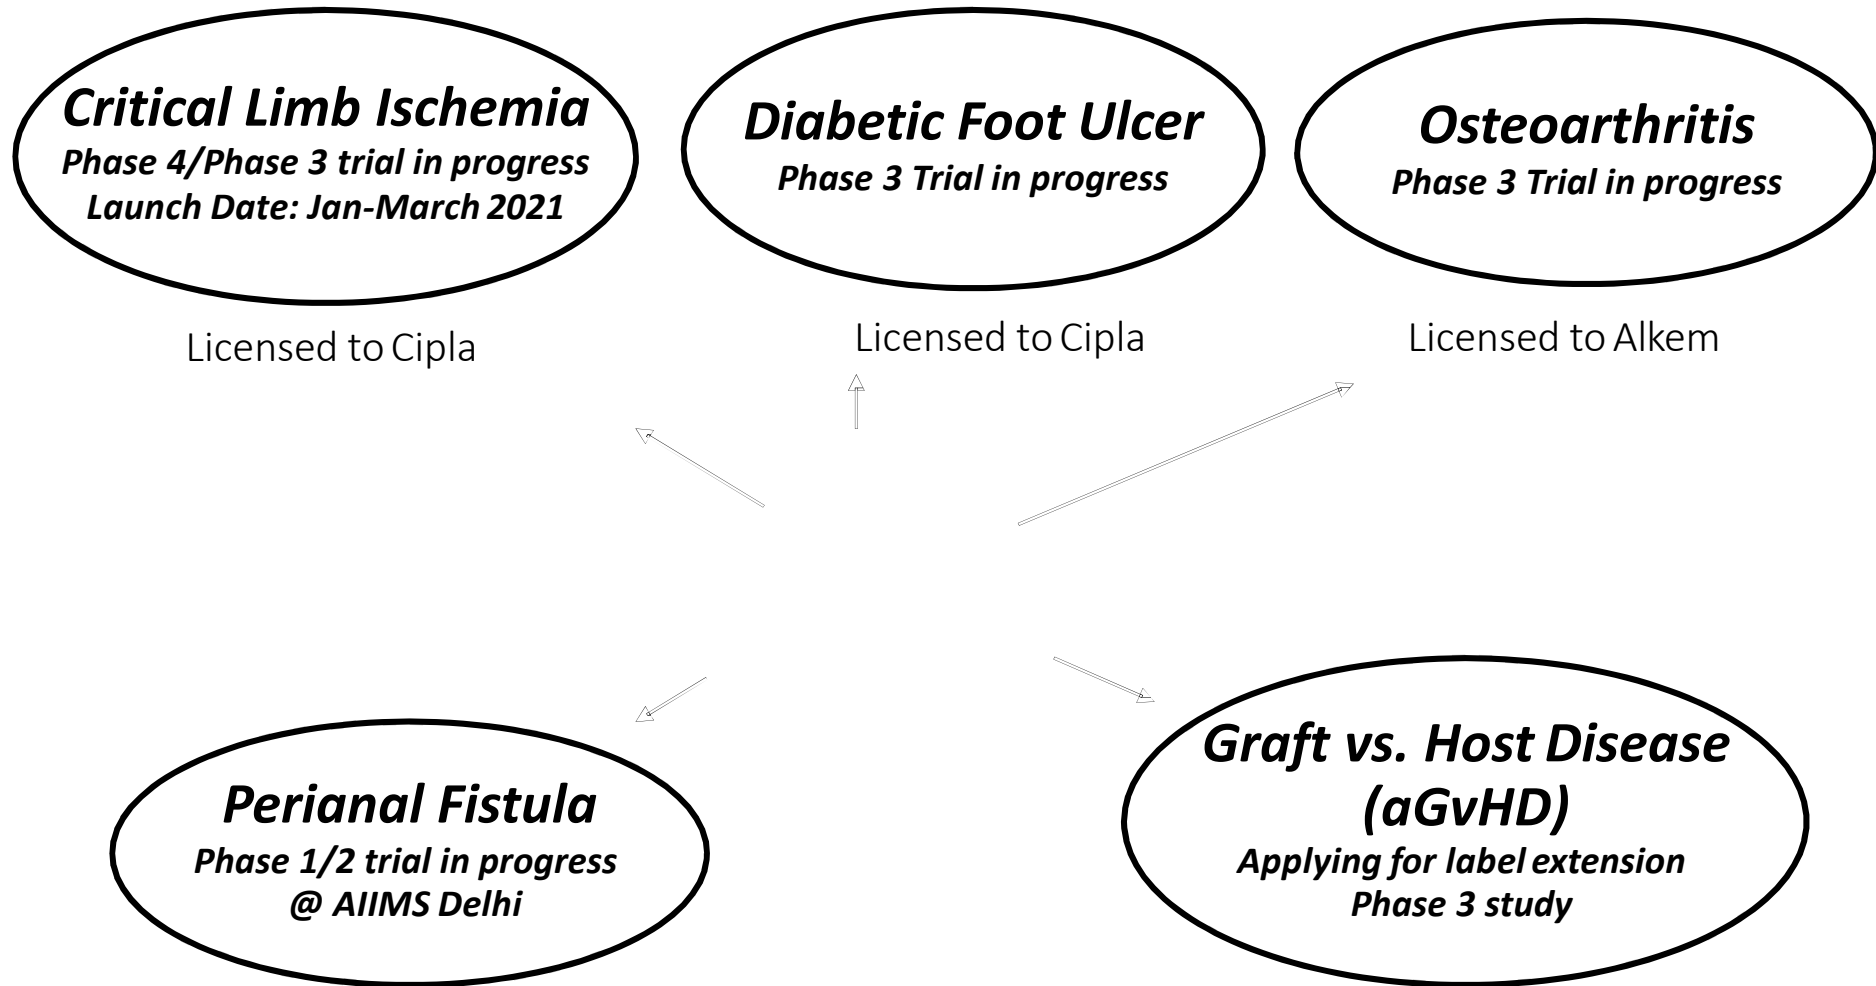 Critical Limb Ischemia
Phase 4/Phase 3 trial in progress
Launch Date: Jan-March 2021
Licensed to Cipla
Diabetic Foot Ulcer
Phase 3 Trial in progress
Licensed to Cipla
Osteoarthritis
Phase 3 Trial in progress
Licensed to Alkem
Perianal Fistula
Phase 1/2 trial in progress
@ AIIMS Delhi
Graft vs. Host Disease
(aGvHD)
Applying for label extension
Phase 3 study